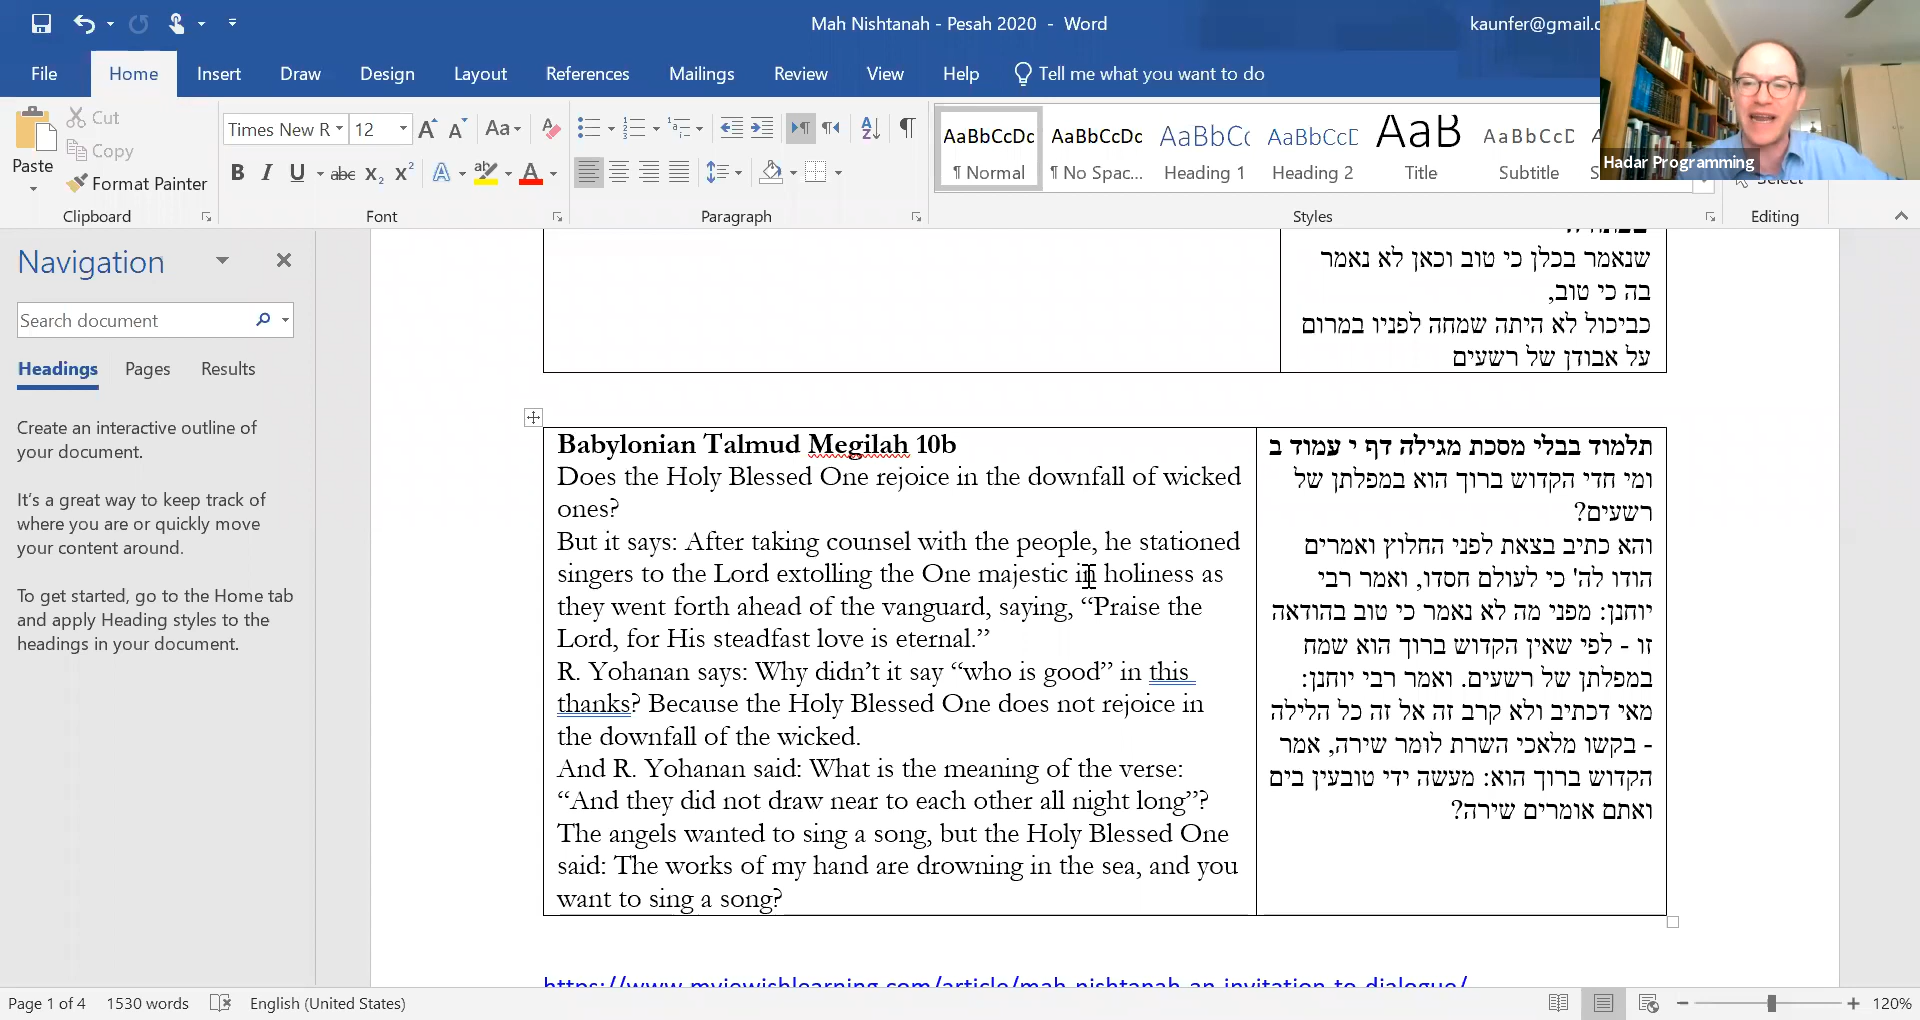 Mah Nishtanah - Pesah 2020 - Word
kaunfer@gmail.c
File Home Insert Draw Design Layout References Mailings Review View Help Tell me what you want to do
Paste
Cut
Copy
Format Painter
Clipboard
Times New R 12
Font
Paragraph
AaBbCcDc AaBbCcDc AaBbCc AaBbCcD AaB AaBbCcD
¶ Normal ¶ No Spac... Heading 1 Heading 2 Title Subtitle
Styles
Select
Editing
Hadar Programming
Navigation
Search document
Headings Pages Results
Create an interactive outline of
your document.
It's a great way to keep track of
where you are or quickly move
your content around.
To get started, go to the Home tab
and apply Heading styles to the
headings in your document.
שנאמר בכלן כי טוב וכאן לא נאמר
בה כי טוב,
כביכול לא היתה שמחה לפניו במרום
על אבודן של רשעים
Babylonian Talmud Megilah 10b
Does the Holy Blessed One rejoice in the downfall of wicked
ones?
But it says: After taking counsel with the people, he stationed
singers to the Lord extolling the One majestic in holiness as
they went forth ahead of the vanguard, saying, “Praise the
Lord, for His steadfast love is eternal.”
R. Yohanan says: Why didn’t it say “who is good” in this
thanks? Because the Holy Blessed One does not rejoice in
the downfall of the wicked.
And R. Yohanan said: What is the meaning of the verse:
“And they did not draw near to each other all night long”?
The angels wanted to sing a song, but the Holy Blessed One
said: The works of my hand are drowning in the sea, and you
want to sing a song?
תלמוד בבלי מסכת מגילה דף י עמוד ב
ומי חדי הקדוש ברוך הוא במפלתן של
רשעים?
והא כתיב בצאת לפני החלוץ ואמרים
הודו לה' כי לעולם חסדו, ואמר רבי
יוחנן: מפני מה לא נאמר כי טוב בהודאה
זו - לפי שאין הקדוש ברוך הוא שמח
במפלתן של רשעים. ואמר רבי יוחנן:
מאי דכתיב ולא קרב זה אל זה כל הלילה
- בקשו מלאכי השרת לומר שירה, אמר
הקדוש ברוך הוא: מעשה ידי טובעין בים
ואתם אומרים שירה?
https://www.myjewishlearning.com/article/mah-nishtanah-an-invitation-to-dialogue/
Page 1 of 4 1530 words English (United States) 120%